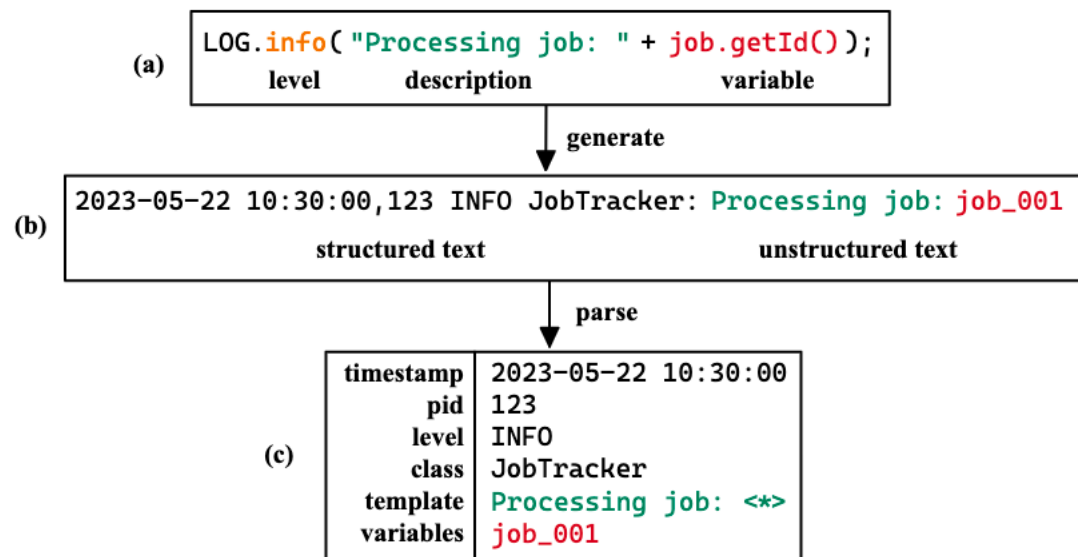 (a)
LOG.info("Processing job: " + job.getId());
level description variable
generate
(b)
2023-05-22 10:30:00,123 INFO JobTracker: Processing job: job_001
structured text unstructured text
parse
(c)
timestamp 2023-05-22 10:30:00
pid 123
level INFO
class JobTracker
template Processing job: <*>
variables job_001